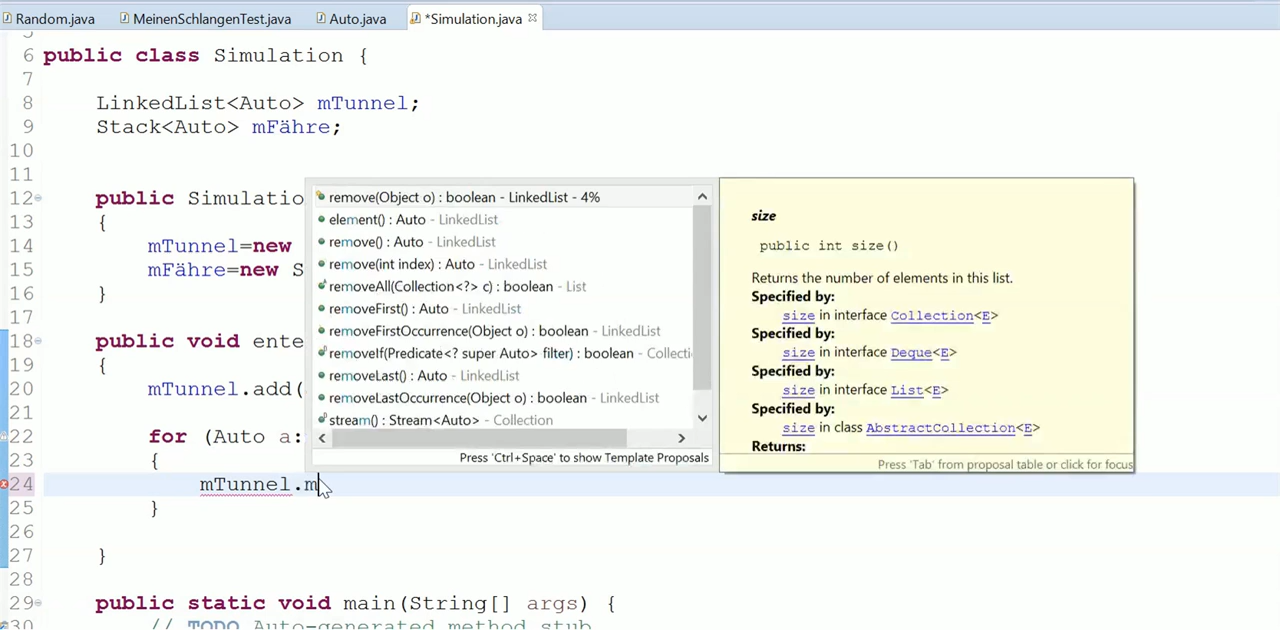 Random.java MeinenSchlangenTest.java Auto.java *Simulation.java
5
6 public class Simulation {
7
8 LinkedList<Auto> mTunnel;
9 Stack<Auto> mFähre;
10
11
12 public Simulatio
13 {
14 mTunnel=new
15 mFähre=new S
16 }
17
18 public void ente
19 {
20 mTunnel.add(
21
22 for (Auto a:
23 {
24 mTunnel.m
25 }
26
27 }
28
29 public static void main(String[] args) {
30 // TODO Auto-generated method stub
remove(Object o) : boolean - LinkedList - 4%
element() : Auto - LinkedList
remove() : Auto - LinkedList
remove(int index) : Auto - LinkedList
removeAll(Collection<?> c) : boolean - List
removeFirst() : Auto - LinkedList
removeFirstOccurrence(Object o) : boolean - LinkedList
removeIf(Predicate<? super Auto> filter) : boolean - Collecti
removeLast() : Auto - LinkedList
removeLastOccurrence(Object o) : boolean - LinkedList
stream() : Stream<Auto> - Collection
Press 'Ctrl+Space' to show Template Proposals
size
public int size()
Returns the number of elements in this list.
Specified by:
size in interface Collection<E>
Specified by:
size in interface Deque<E>
Specified by:
size in interface List<E>
Specified by:
size in class AbstractCollection<E>
Returns:
Press 'Tab' from proposal table or click for focus